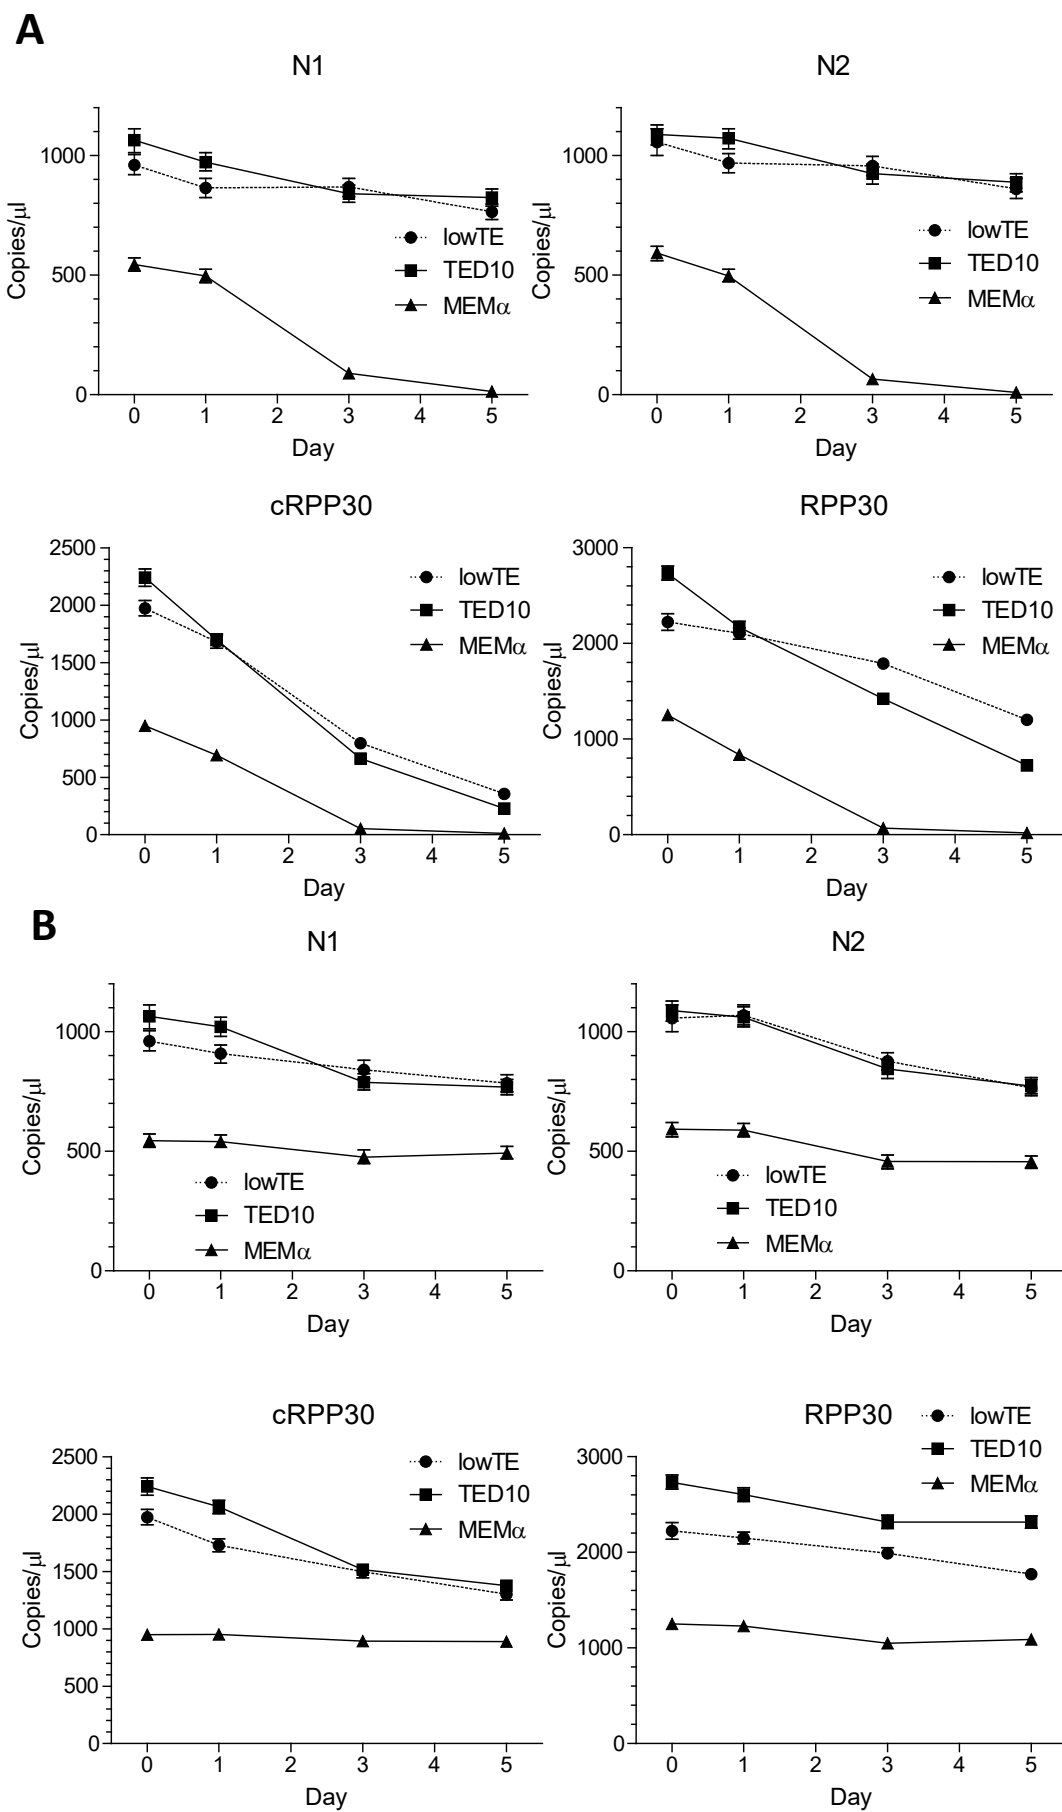 A
N1
N2
1000
500
0
Copies/μl
lowTE
TED10
MEMα
0 1 2 3 4 5
Day
1000
500
0
Copies/μl
lowTE
TED10
MEMα
0 1 2 3 4 5
Day
cRPP30
RPP30
2500
2000
1500
1000
500
0
Copies/μl
lowTE
TED10
MEMα
0 1 2 3 4 5
Day
3000
2000
1000
0
Copies/μl
lowTE
TED10
MEMα
0 1 2 3 4 5
Day
B
N1
N2
1000
500
0
Copies/μl
lowTE
TED10
MEMα
0 1 2 3 4 5
Day
1000
500
0
Copies/μl
lowTE
TED10
MEMα
0 1 2 3 4 5
Day
cRPP30
RPP30
2500
2000
1500
1000
500
0
Copies/μl
lowTE
TED10
MEMα
0 1 2 3 4 5
Day
3000
2000
1000
0
Copies/μl
lowTE
TED10
MEMα
0 1 2 3 4 5
Day